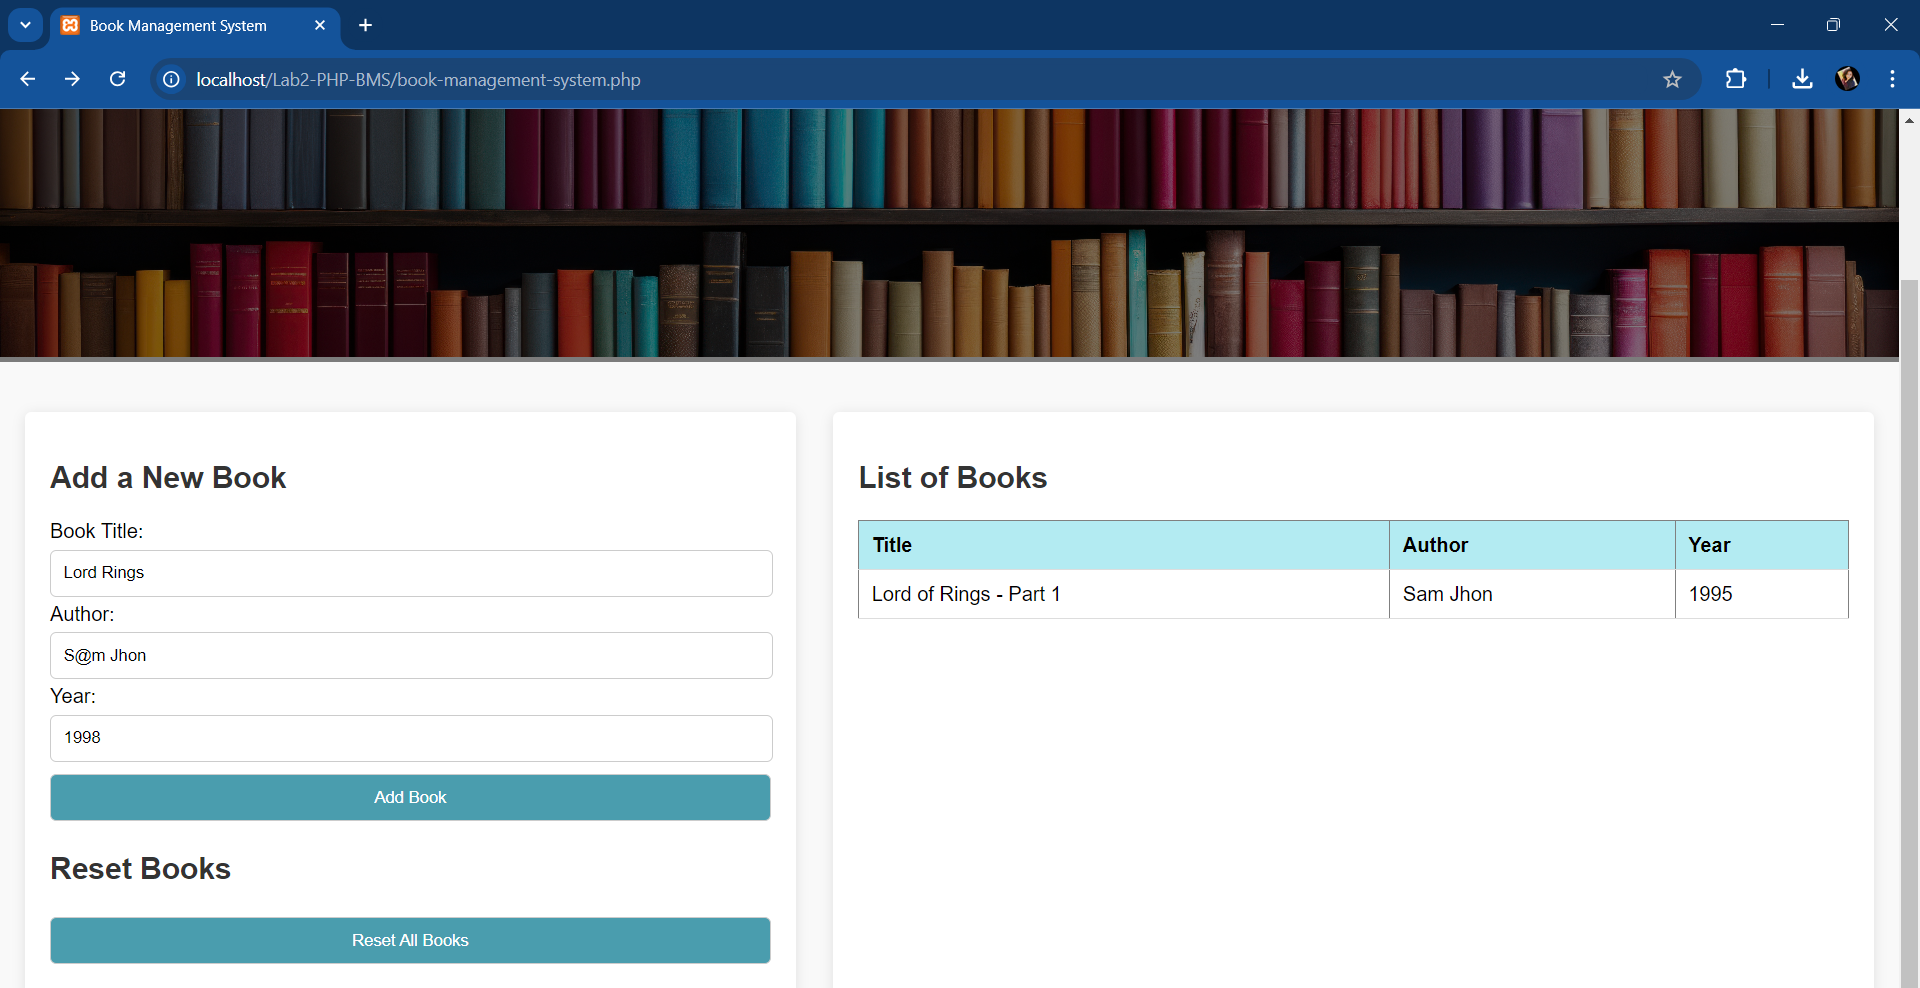 Book Management System
localhost/Lab2-PHP-BMS/book-management-system.php
Add a New Book
Book Title:
Lord Rings
Author:
S@m Jhon
Year:
1998
Add Book
Reset Books
Reset All Books
List of Books
Title Author Year
Lord of Rings - Part 1 Sam Jhon 1995